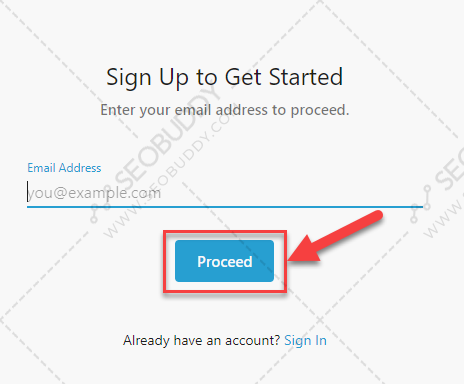 Sign Up to Get Started
Enter your email address to proceed.
Email Address
you@example.com
Proceed
Already have an account? Sign In
SEOBUDDY
WWW.SEOBUDDY.COM
SEOBUDDY
WWW.SEOBUDDY.COM